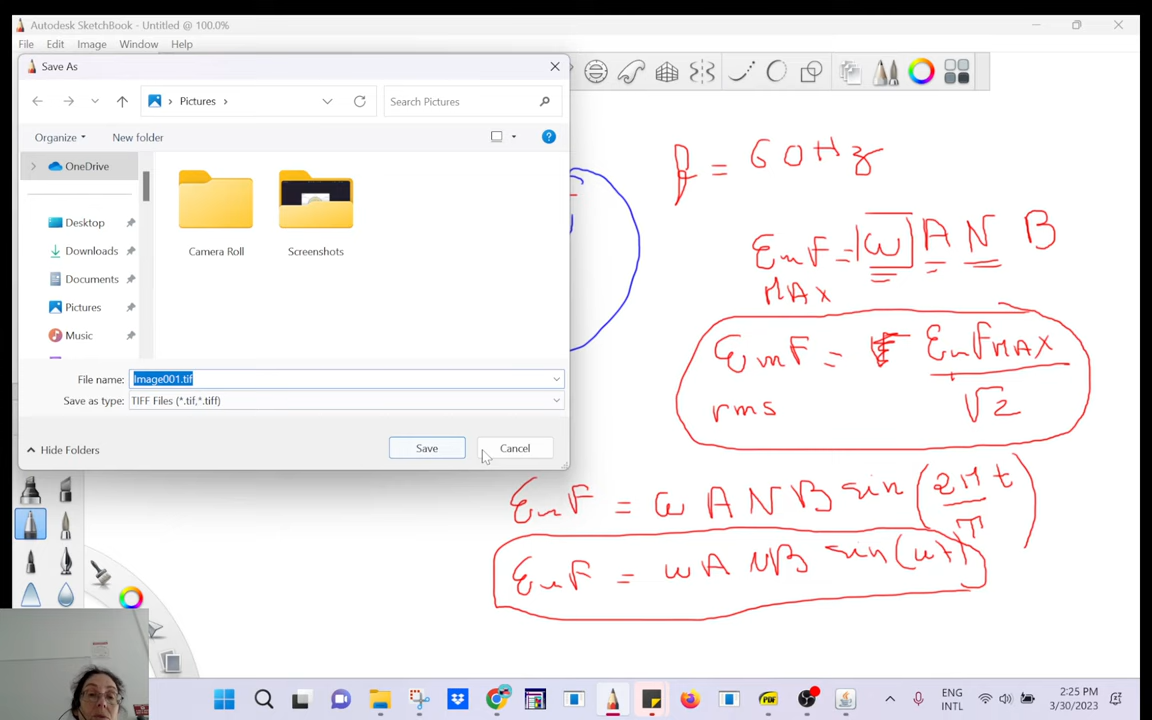 Autodesk SketchBook - Untitled @ 100.0%
File Edit Image Window Help
Save As
Pictures
Search Pictures
Organize New folder
OneDrive
Desktop
Downloads
Documents
Pictures
Music
Camera Roll
Screenshots
File name: Image001.tif
Save as type: TIFF Files (*.tif,*.tiff)
Hide Folders
Save Cancel
f = 60Hz
EmF = ω A N B
MAX
EmF = EmFMAX
rms √2
EmF = ω A N B sin (2π t
T)
EmF = ω A N B sin(ωt)
ENG
INTL
2:25 PM
3/30/2023